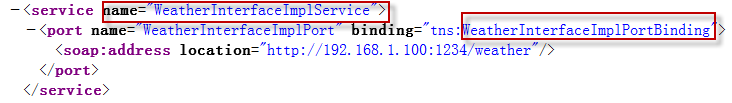 - <service name="WeatherInterfaceImplService">
- <port name="WeatherInterfaceImplPort" binding="tns:WeatherInterfaceImplPortBinding">
<soap:address location="http://192.168.1.100:1234/weather"/>
</port>
</service>